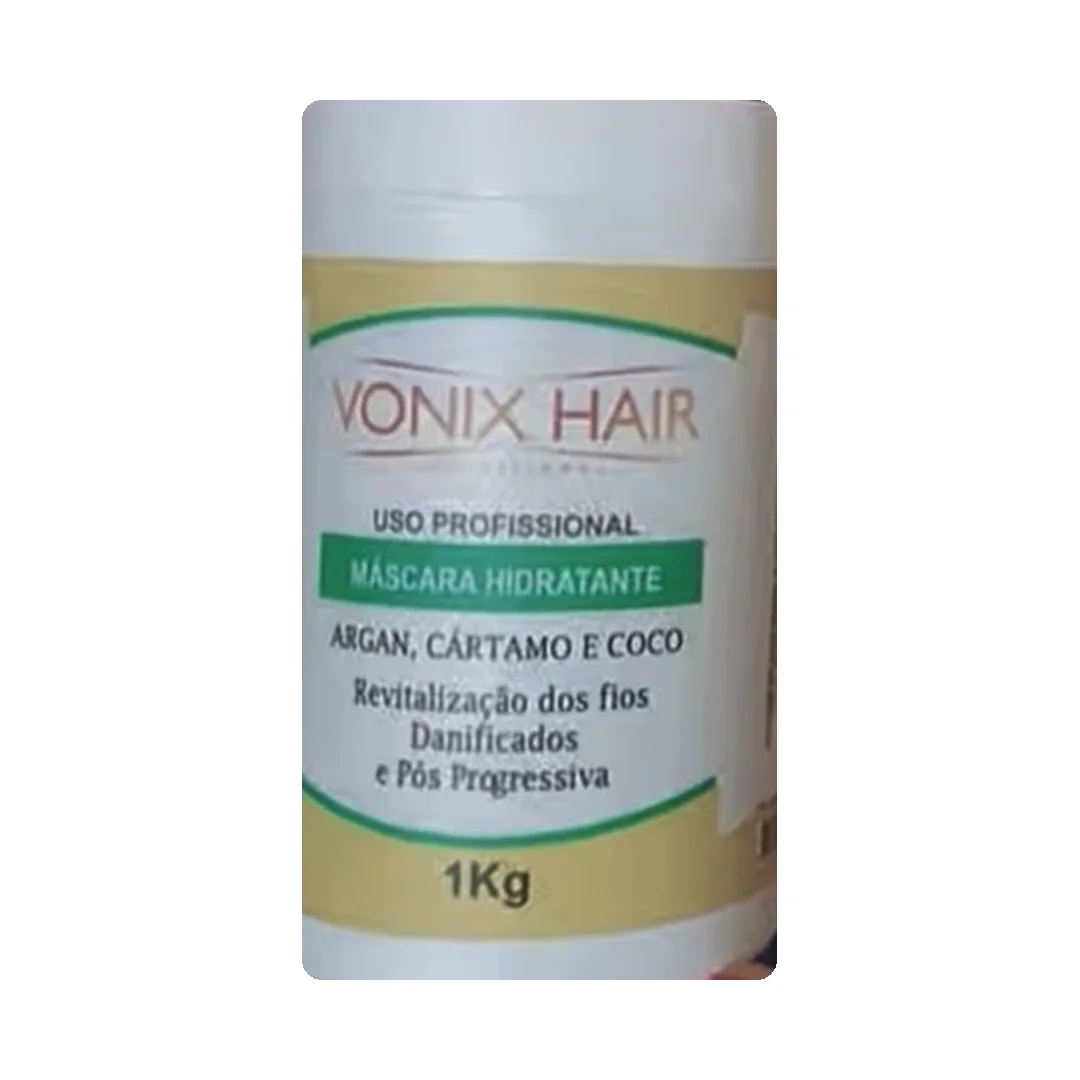 VONIX HAIR
USO PROFISSIONAL
MÁSCARA HIDRATANTE
ARGAN, CÁRTAMO E COCO
Revitalização dos fios
Danificados
e Pós Progressiva
1Kg